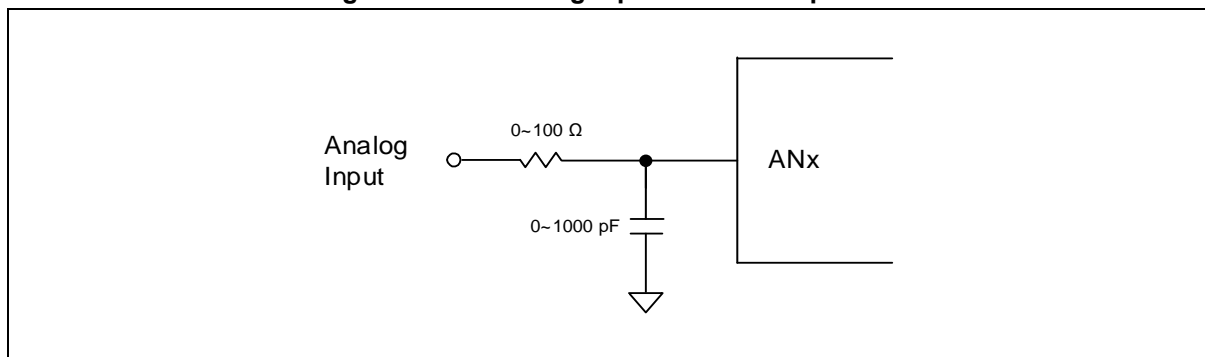 0~100 Ω
Analog
Input
ANx
0~1000 pF